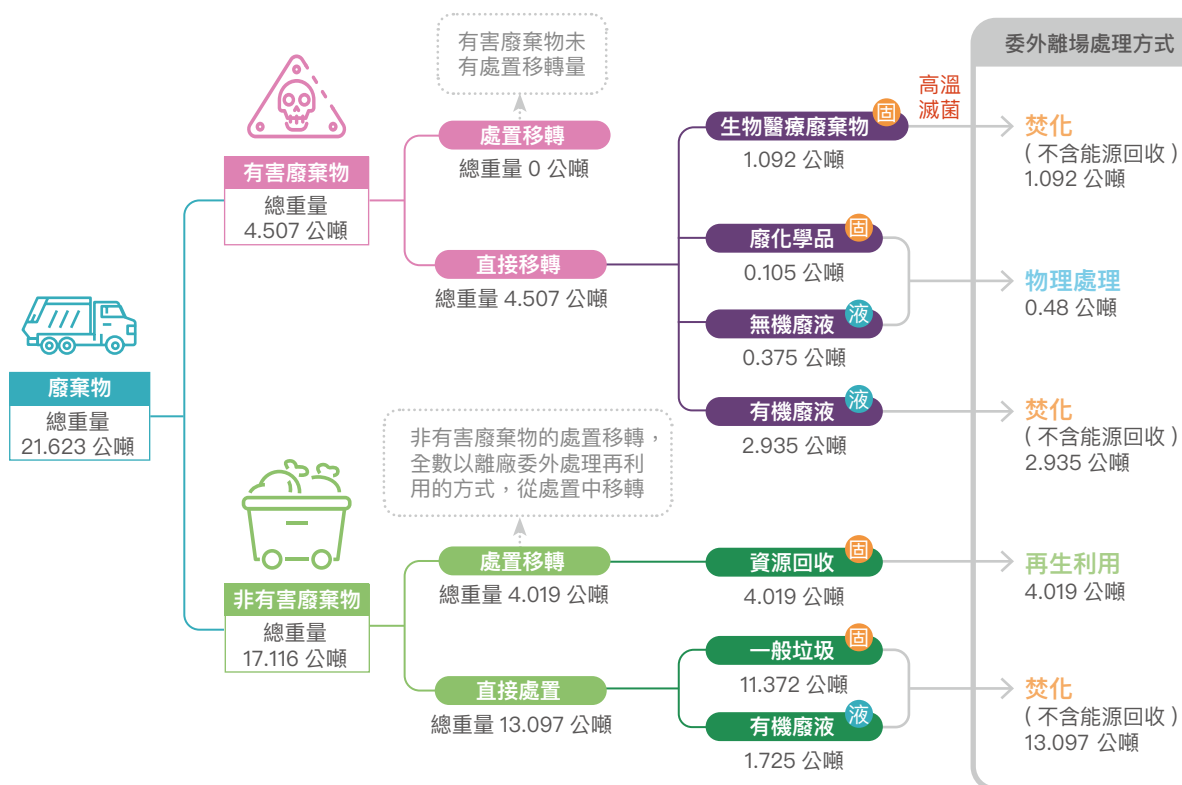 有害廢棄物未
有處置移轉量
委外離場處理方式
有害廢棄物
總重量
4.507 公噸
處置移轉
總重量 0 公噸
直接移轉
總重量 4.507 公噸
生物醫療廢棄物
固
1.092 公噸
高溫
滅菌
焚化
( 不含能源回收 )
1.092 公噸
廢化學品
固
0.105 公噸
無機廢液
液
0.375 公噸
物理處理
0.48 公噸
有機廢液
液
2.935 公噸
焚化
( 不含能源回收 )
2.935 公噸
廢棄物
總重量
21.623 公噸
非有害廢棄物的處置移轉，
全數以離廠委外處理再利
用的方式，從處置中移轉
非有害廢棄物
總重量
17.116 公噸
處置移轉
總重量 4.019 公噸
資源回收
固
4.019 公噸
再生利用
4.019 公噸
直接處置
總重量 13.097 公噸
一般垃圾
固
11.372 公噸
有機廢液
液
1.725 公噸
焚化
( 不含能源回收 )
13.097 公噸